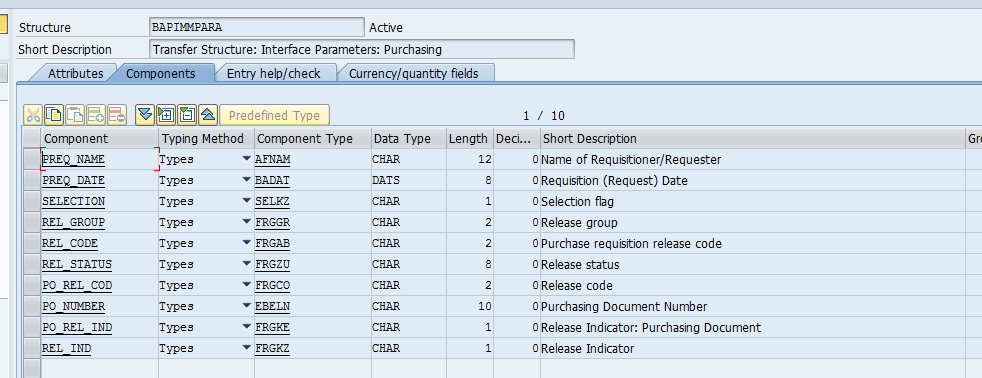 Structure BAPIMMPARA Active
Short Description Transfer Structure: Interface Parameters: Purchasing
Attributes Components Entry help/check Currency/quantity fields
Predefined Type 1 / 10
Component Typing Method Component Type Data Type Length Deci... Short Description Gr
PREQ_NAME Types AFNAM CHAR 12 0 Name of Requisitioner/Requester
PREQ_DATE Types BADAT DATS 8 0 Requisition (Request) Date
SELECTION Types SELKZ CHAR 1 0 Selection flag
REL_GROUP Types FRGGR CHAR 2 0 Release group
REL_CODE Types FRGAB CHAR 2 0 Purchase requisition release code
REL_STATUS Types FRGZU CHAR 8 0 Release status
PO_REL_COD Types FRGCO CHAR 2 0 Release code
PO_NUMBER Types EBELN CHAR 10 0 Purchasing Document Number
PO_REL_IND Types FRGKE CHAR 1 0 Release Indicator: Purchasing Document
REL_IND Types FRGKZ CHAR 1 0 Release Indicator